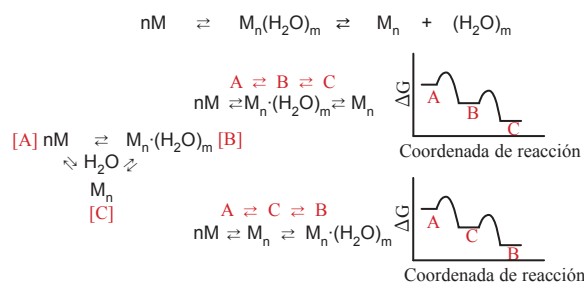 nM ⇌ Mn(H2O)m ⇌ Mn + (H2O)m
A ⇌ B ⇌ C
nM ⇌ Mn·(H2O)m ⇌ Mn
ΔG
A
B
C
Coordenada de reacción
[A] nM ⇌ Mn·(H2O)m [B]
⇌ H2O ⇌
Mn
[C]
A ⇌ C ⇌ B
nM ⇌ Mn ⇌ Mn·(H2O)m
ΔG
A
C
B
Coordenada de reacción